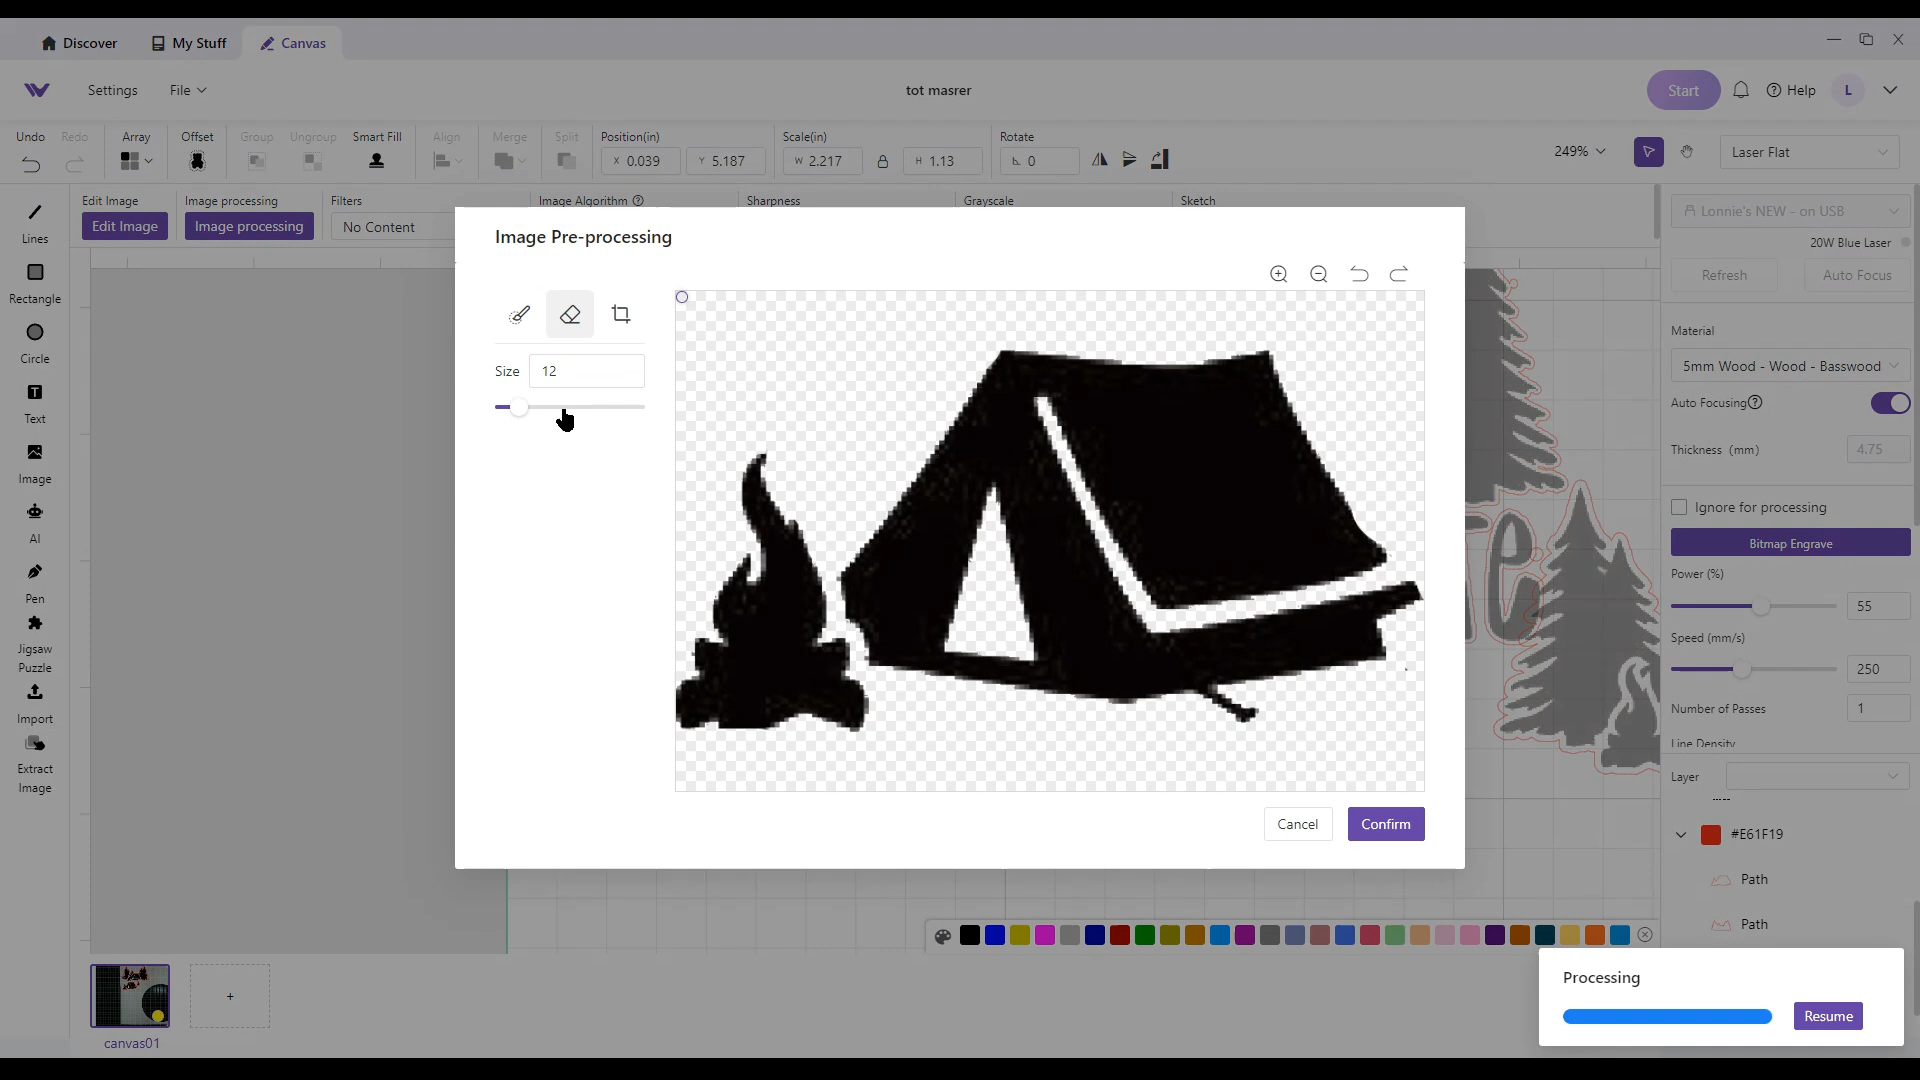 Discover
My Stuff
Canvas
Settings
File
tot masrer
Start
Help
L
Undo
Redo
Array
Offset
Group
Ungroup
Smart Fill
Align
Merge
Split
Position(in)
X 0.039
Y 5.187
Scale(in)
W 2.217
H 1.13
Rotate
0
249%
Laser Flat
Edit Image
Edit Image
Image processing
Image processing
Filters
No Content
Image Algorithm
Sharpness
Grayscale
Sketch
Lines
Rectangle
Circle
Text
Image
AI
Pen
Jigsaw
Puzzle
Import
Extract
Image
Image Pre-processing
Size
12
Cancel
Confirm
Lonnie's NEW - on USB
20W Blue Laser
Refresh
Auto Focus
Material
5mm Wood - Wood - Basswood
Auto Focusing
Thickness (mm)
4.75
Ignore for processing
Bitmap Engrave
Power (%)
55
Speed (mm/s)
250
Number of Passes
1
Line Density
Layer
#E61F19
Path
Path
Processing
Resume
+
canvas01